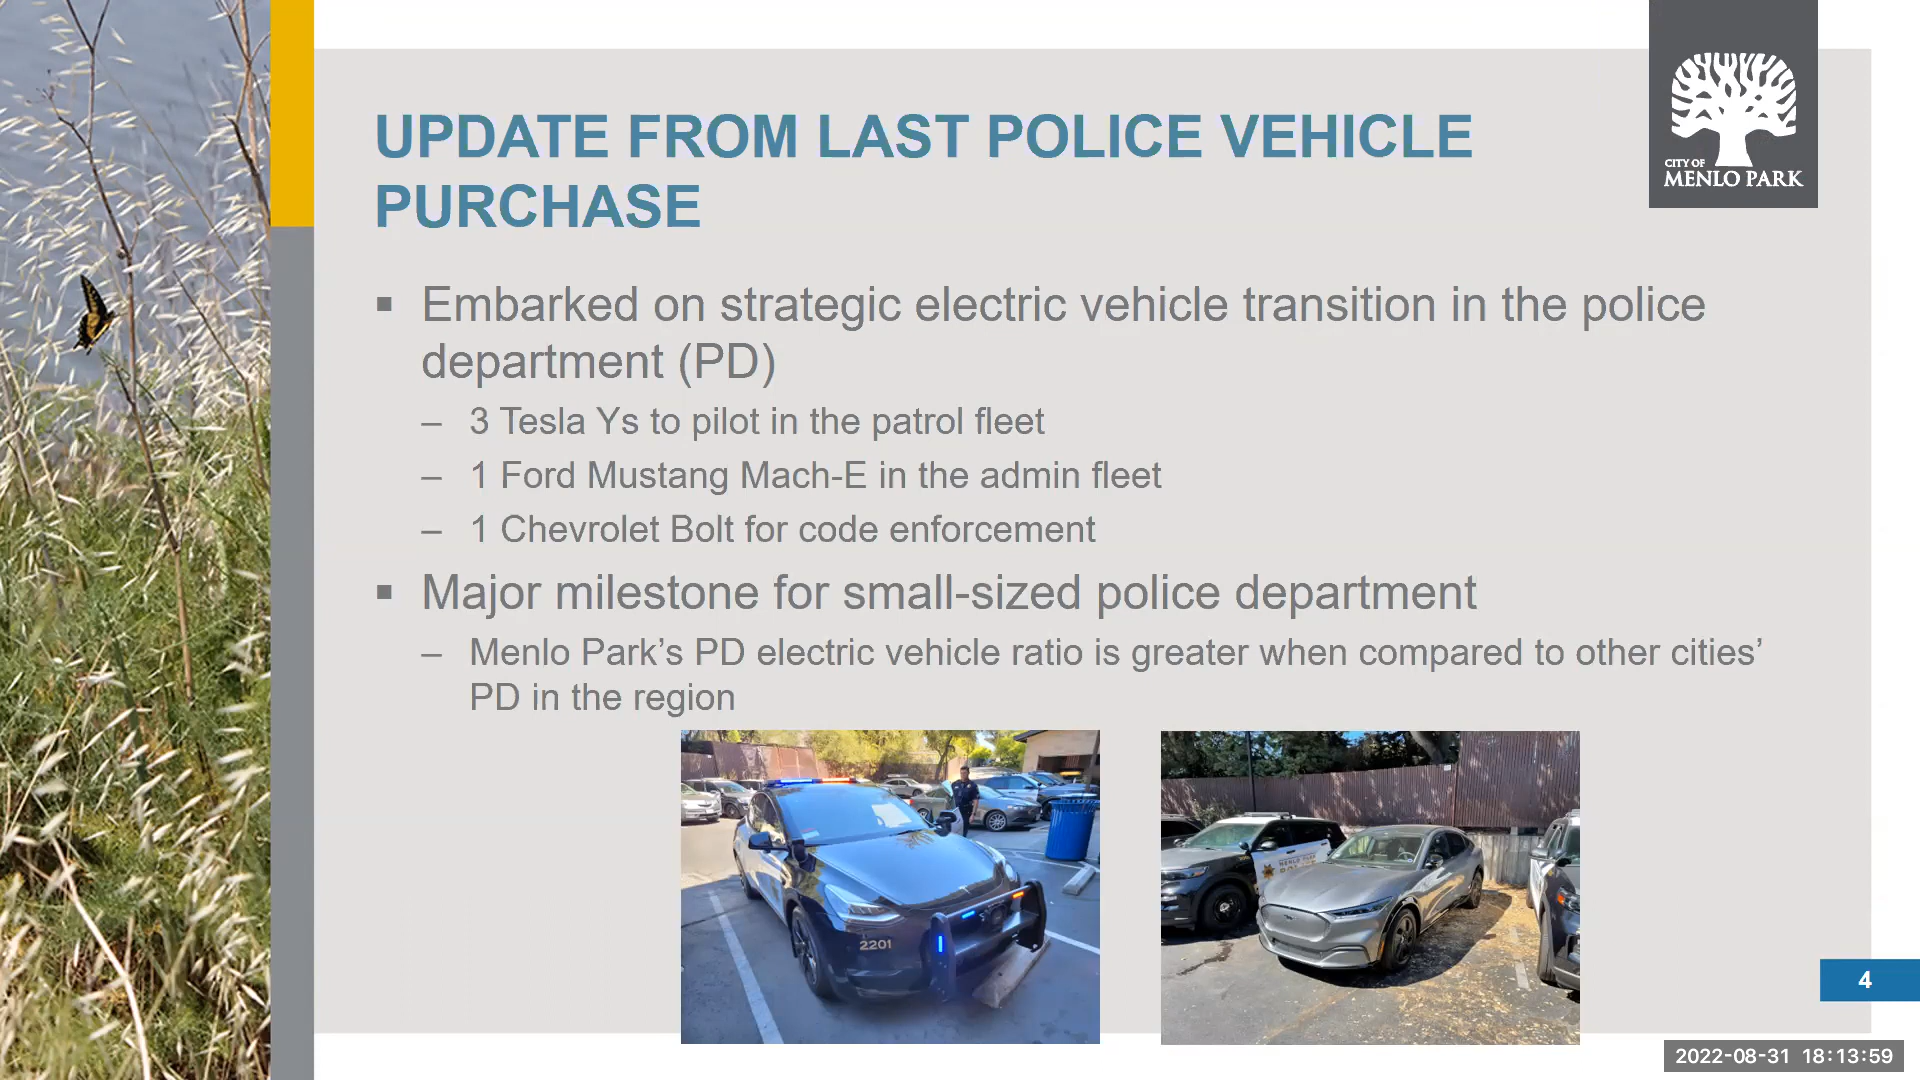 CITY OF
MENLO PARK
UPDATE FROM LAST POLICE VEHICLE
PURCHASE
▪ Embarked on strategic electric vehicle transition in the police
department (PD)
– 3 Tesla Ys to pilot in the patrol fleet
– 1 Ford Mustang Mach-E in the admin fleet
– 1 Chevrolet Bolt for code enforcement
▪ Major milestone for small-sized police department
– Menlo Park’s PD electric vehicle ratio is greater when compared to other cities’
PD in the region
2201
MENLO PARK
4
2022-08-31 18:13:59